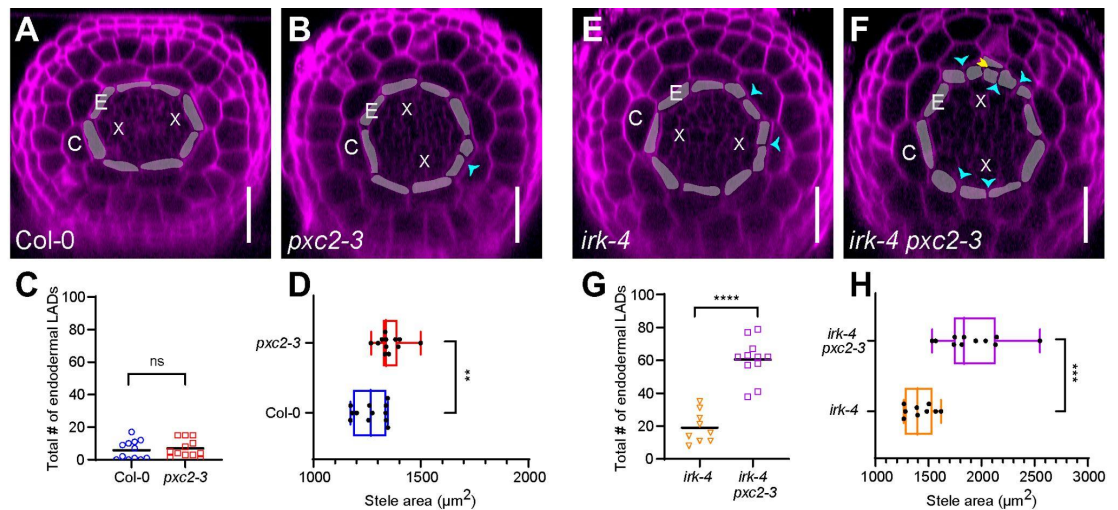 A
E
C
X
X
Col-0
B
X
X
pxc2-3
E
E
C
X
X
irk-4
F
E
C
X
X
irk-4 pxc2-3
C
Total # of endodermal LADs
100
80
60
40
20
0
ns
Col-0 pxc2-3
D
pxc2-3
Col-0
**
1000 2000
Stele area (µm²)
G
Total # of endodermal LADs
100
80
60
40
20
0
****
irk-4 irk-4
pxc2-3
H
irk-4
pxc2-3
irk-4
***
1000 1500 2000 2500 3000
Stele area (µm²)